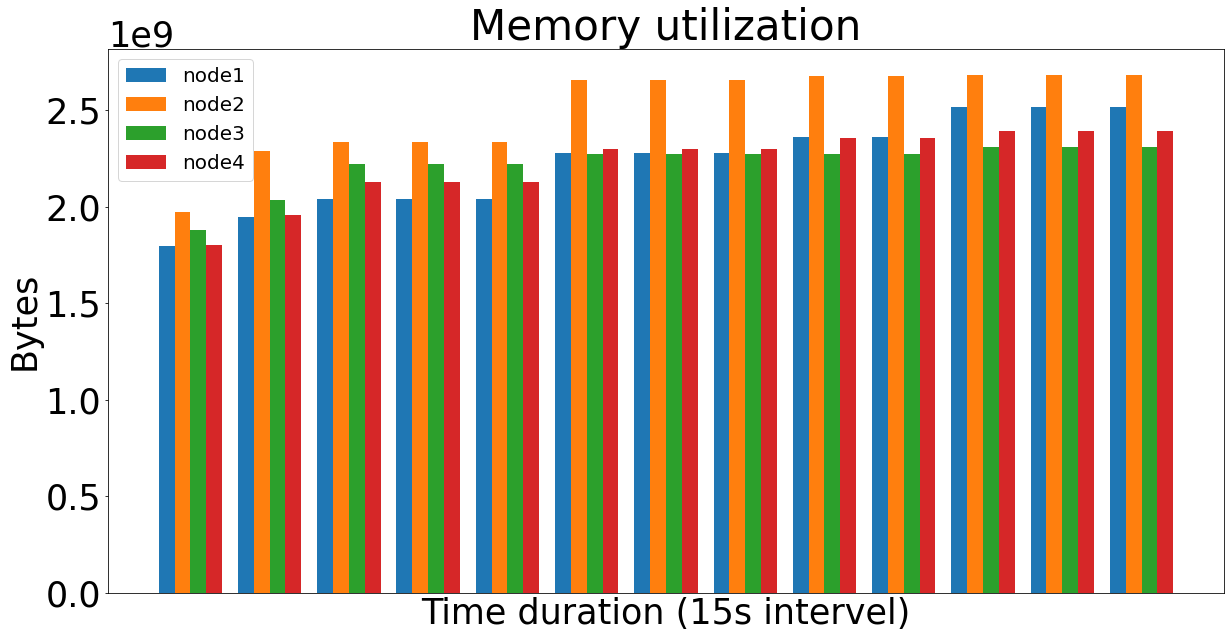 Memory utilization
1e9
node1
node2
node3
node4
2.5
2.0
1.5
1.0
0.5
0.0
Bytes
Time duration (15s intervel)